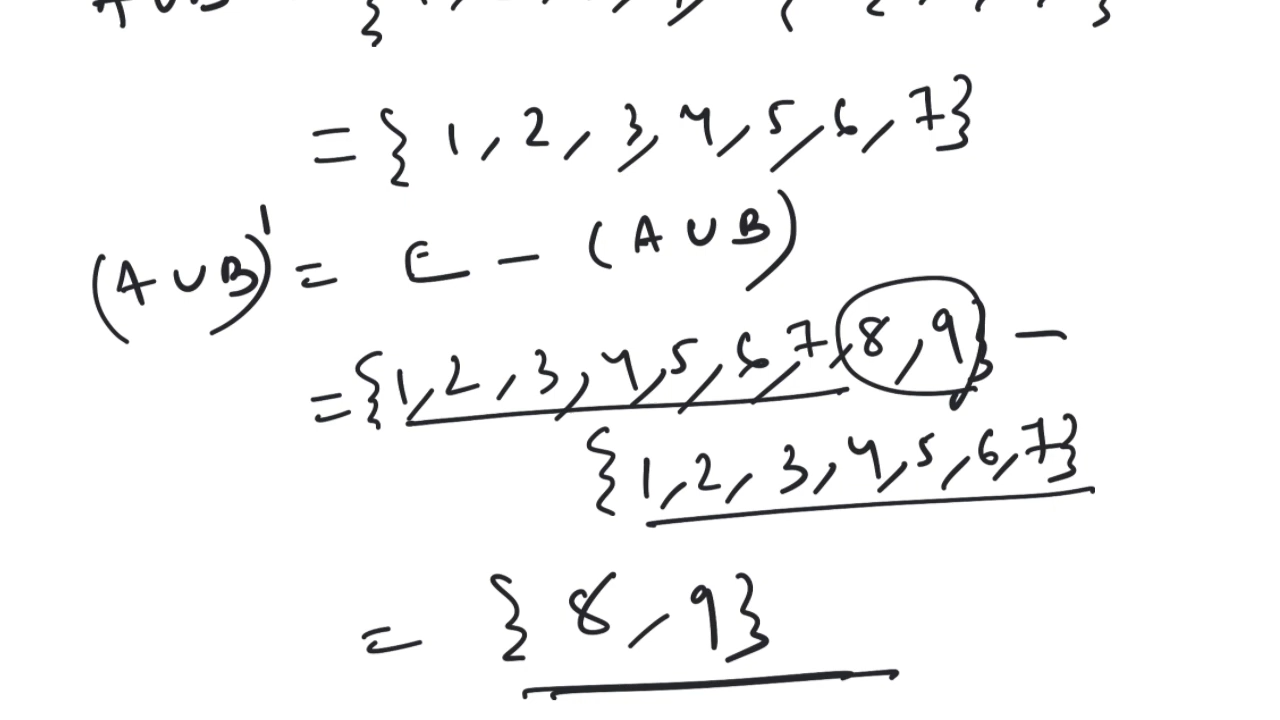 A ∪ B
= { 1, 2, 3, 4, 5, 6, 7 }
(A ∪ B)' = E - (A ∪ B)
= { 1, 2, 3, 4, 5, 6, 7, 8, 9 } -
{ 1, 2, 3, 4, 5, 6, 7 }
= { 8, 9 }